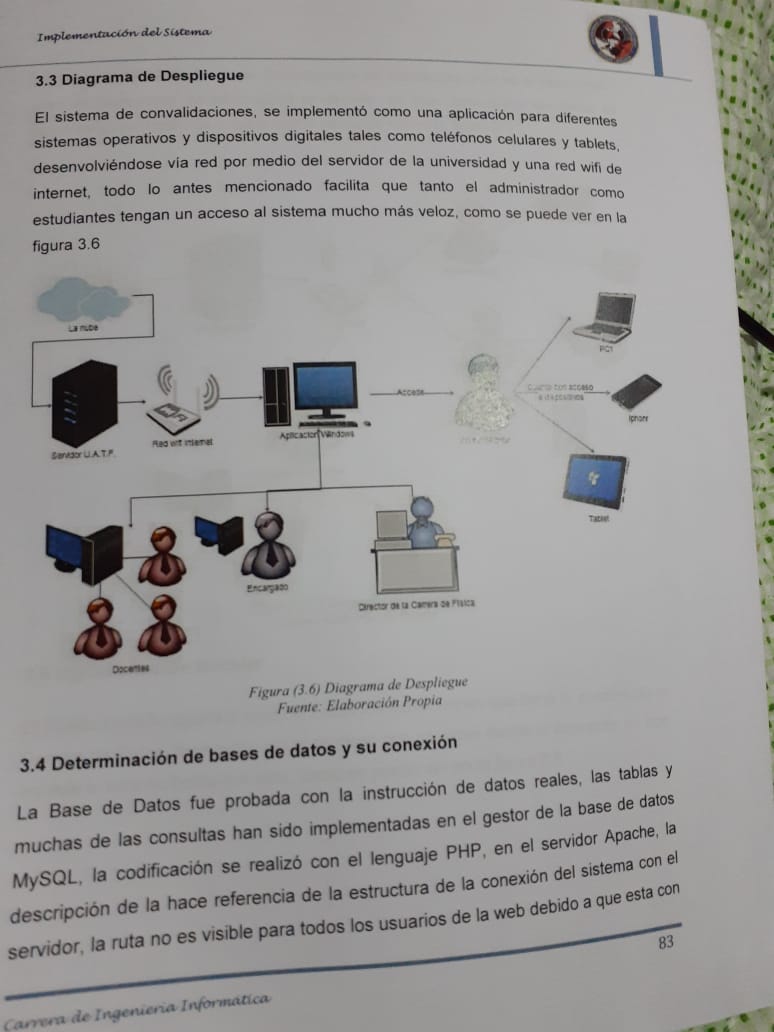 Implementación del Sistema
3.3 Diagrama de Despliegue
El sistema de convalidaciones, se implementó como una aplicación para diferentes
sistemas operativos y dispositivos digitales tales como teléfonos celulares y tablets,
desenvolviéndose vía red por medio del servidor de la universidad y una red wifi de
internet, todo lo antes mencionado facilita que tanto el administrador como
estudiantes tengan un acceso al sistema mucho más veloz, como se puede ver en la
figura 3.6
La nube
PC1
Accede
Iphone
Servidor U.A.T.F.
Red wifi internet
Aplicacion Windows
Tablet
Encargado
Director de la Carrera de Física
Docentes
Figura (3.6) Diagrama de Despliegue
Fuente: Elaboración Propia
3.4 Determinación de bases de datos y su conexión
La Base de Datos fue probada con la instrucción de datos reales, las tablas y
muchas de las consultas han sido implementadas en el gestor de la base de datos
MySQL, la codificación se realizó con el lenguaje PHP, en el servidor Apache, la
descripción de la hace referencia de la estructura de la conexión del sistema con el
servidor, la ruta no es visible para todos los usuarios de la web debido a que esta con
83
Carrera de Ingeniería Informática